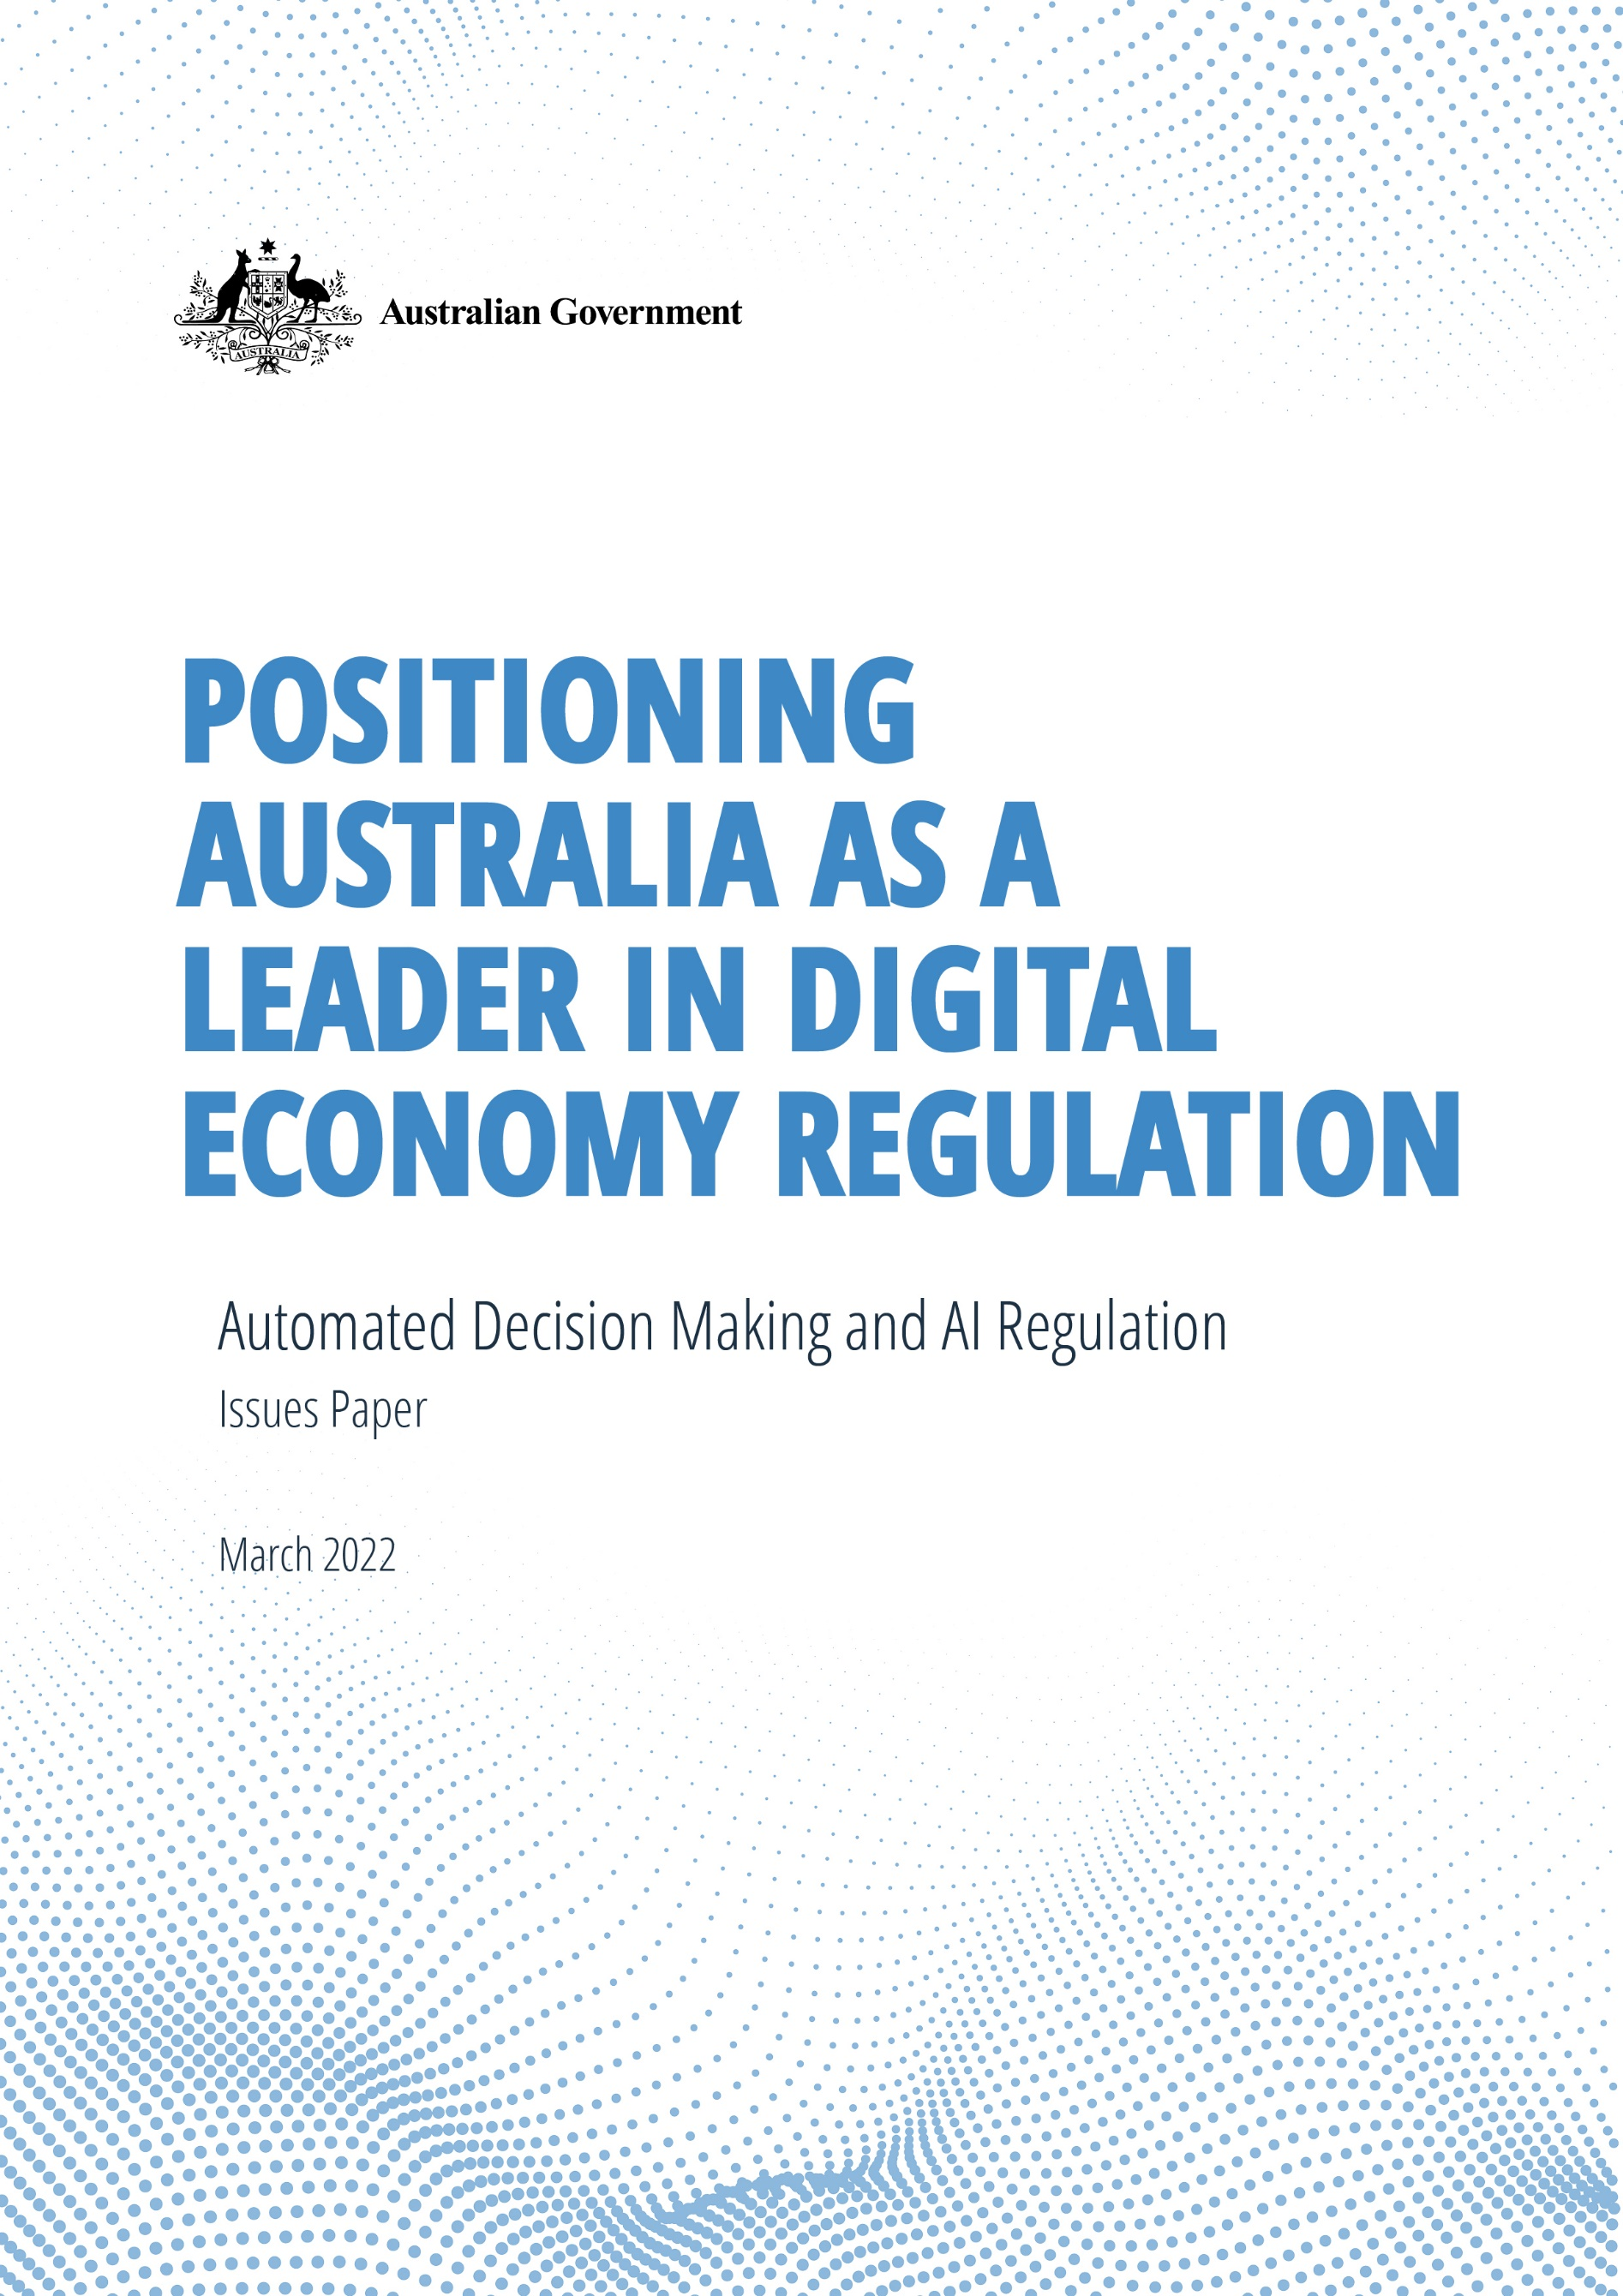 AUSTRALIA
Australian Government
POSITIONING
AUSTRALIA AS A
LEADER IN DIGITAL
ECONOMY REGULATION
Automated Decision Making and AI Regulation
Issues Paper
March 2022